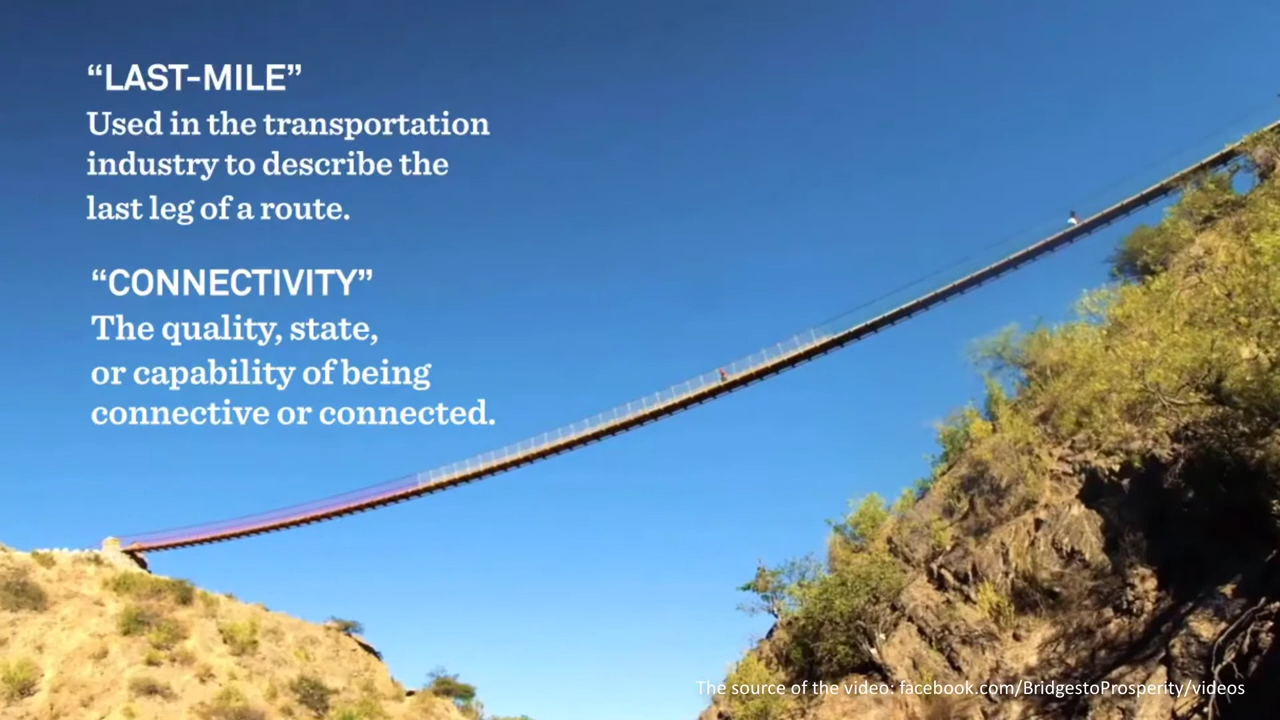 “LAST-MILE”
Used in the transportation
industry to describe the
last leg of a route.
“CONNECTIVITY”
The quality, state,
or capability of being
connective or connected.
The source of the video: facebook.com/BridgestoProsperity/videos